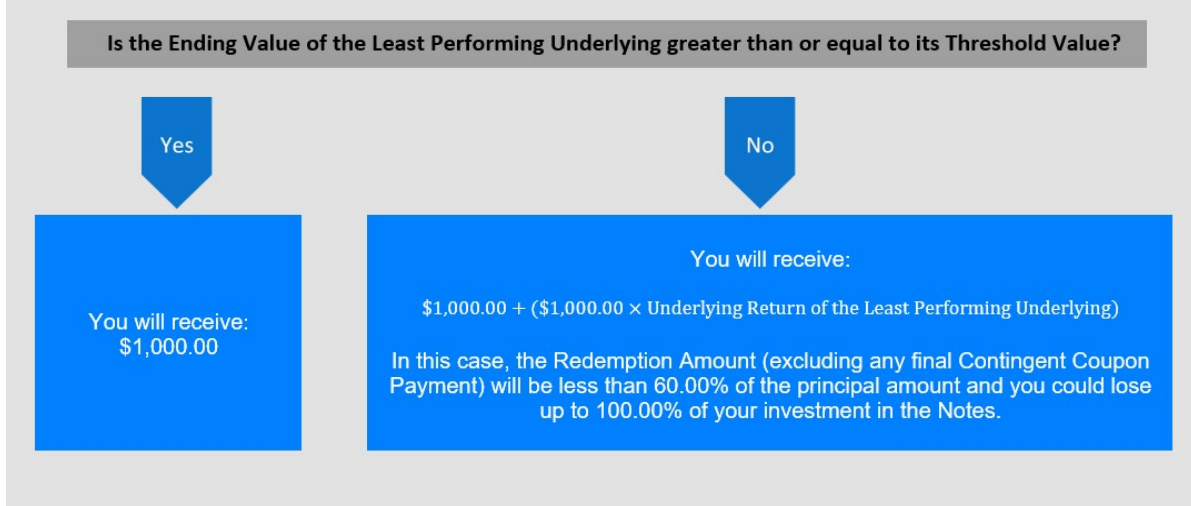 Is the Ending Value of the Least Performing Underlying greater than or equal to its Threshold Value?
Yes
No
You will receive:
$1,000.00
You will receive:
$1,000.00 + ($1,000.00 × Underlying Return of the Least Performing Underlying)
In this case, the Redemption Amount (excluding any final Contingent Coupon
Payment) will be less than 60.00% of the principal amount and you could lose
up to 100.00% of your investment in the Notes.